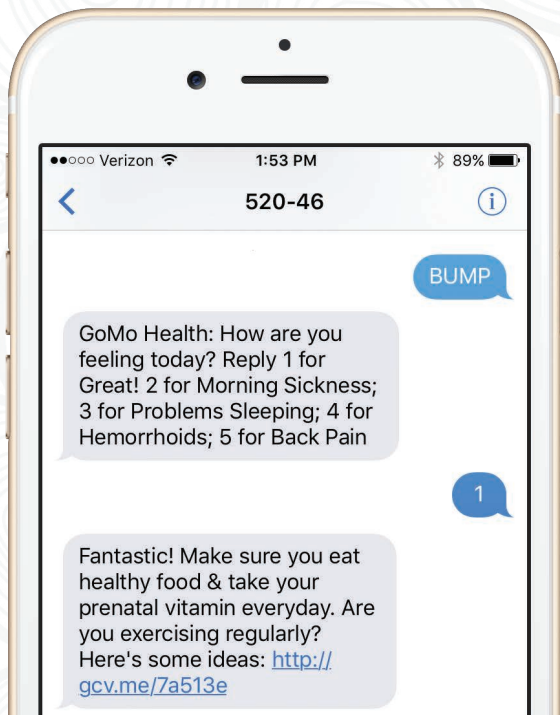 Verizon 1:53 PM 89%
520-46
BUMP
GoMo Health: How are you
feeling today? Reply 1 for
Great! 2 for Morning Sickness;
3 for Problems Sleeping; 4 for
Hemorrhoids; 5 for Back Pain
1
Fantastic! Make sure you eat
healthy food & take your
prenatal vitamin everyday. Are
you exercising regularly?
Here's some ideas: http://
gcv.me/7a513e